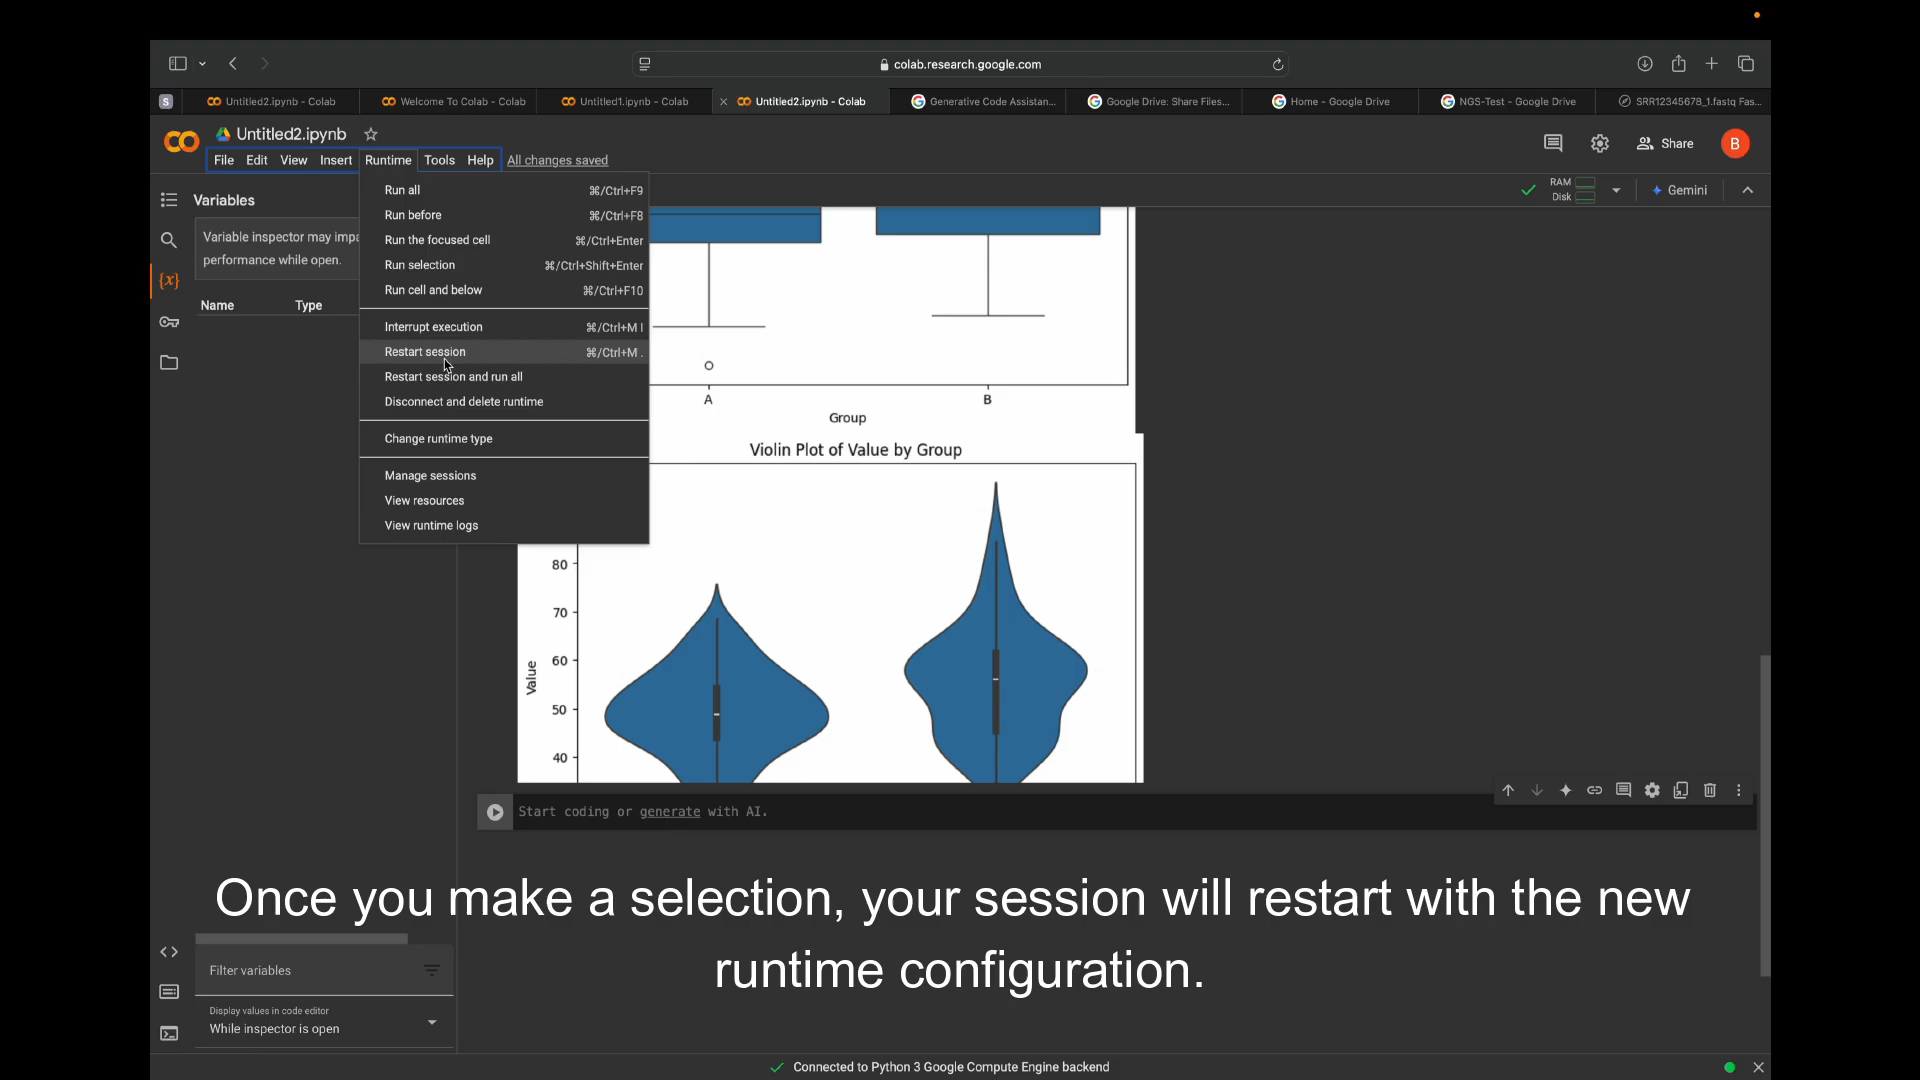 colab.research.google.com
S
Untitled2.ipynb - Colab
Welcome To Colab - Colab
Untitled1.ipynb - Colab
Untitled2.ipynb - Colab
Generative Code Assistan...
Google Drive: Share Files...
Home - Google Drive
NGS-Test - Google Drive
SRR12345678_1.fastq Fas...
Untitled2.ipynb
File Edit View Insert Runtime Tools Help All changes saved
Share
B
Variables
RAM
Disk
Gemini
Variable inspector may impa
performance while open.
Name Type
Run all ⌘/Ctrl+F9
Run before ⌘/Ctrl+F8
Run the focused cell ⌘/Ctrl+Enter
Run selection ⌘/Ctrl+Shift+Enter
Run cell and below ⌘/Ctrl+F10
Interrupt execution ⌘/Ctrl+M I
Restart session ⌘/Ctrl+M .
Restart session and run all
Disconnect and delete runtime
Change runtime type
Manage sessions
View resources
View runtime logs
A B
Group
Violin Plot of Value by Group
80
70
60
50
40
Value
Start coding or generate with AI.
Once you make a selection, your session will restart with the new
runtime configuration.
Filter variables
Display values in code editor
While inspector is open
Connected to Python 3 Google Compute Engine backend